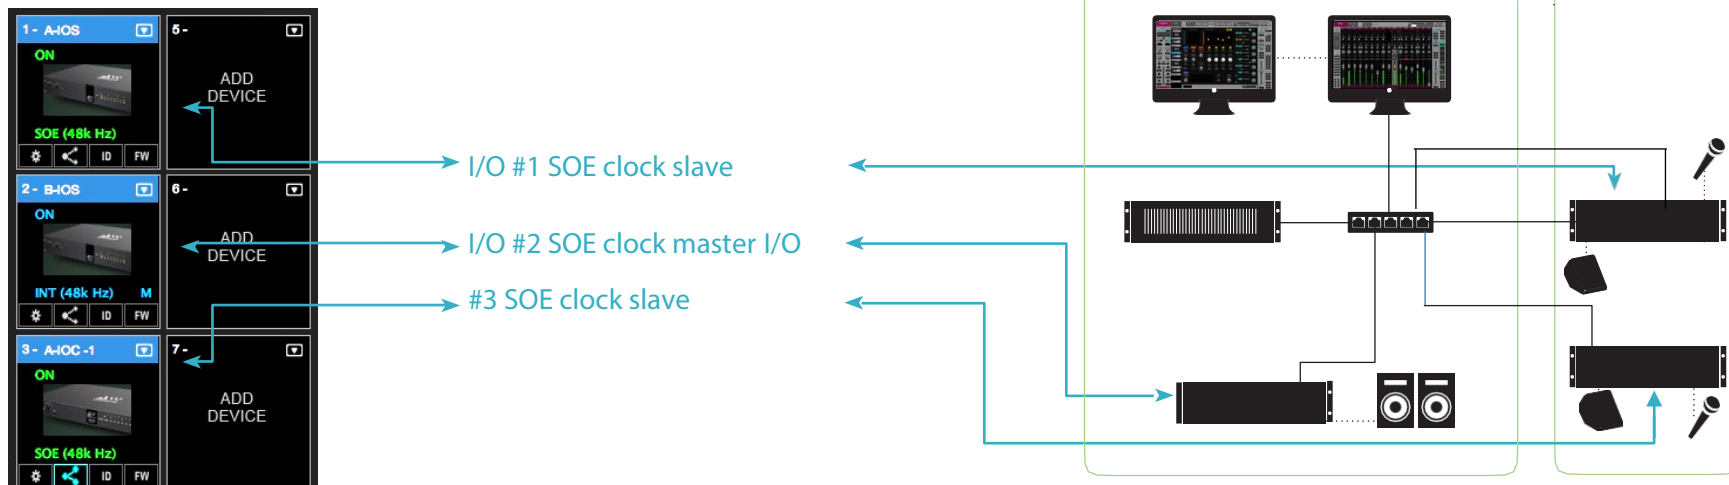 1 - A-IOS
ON
SOE (48k Hz)
ID FW
5 -
ADD
DEVICE
2 - B-IOS
ON
INT (48k Hz) M
ID FW
6 -
ADD
DEVICE
3 - A-IOC -1
ON
SOE (48k Hz)
ID FW
7 -
ADD
DEVICE
I/O #1 SOE clock slave
I/O #2 SOE clock master I/O
#3 SOE clock slave